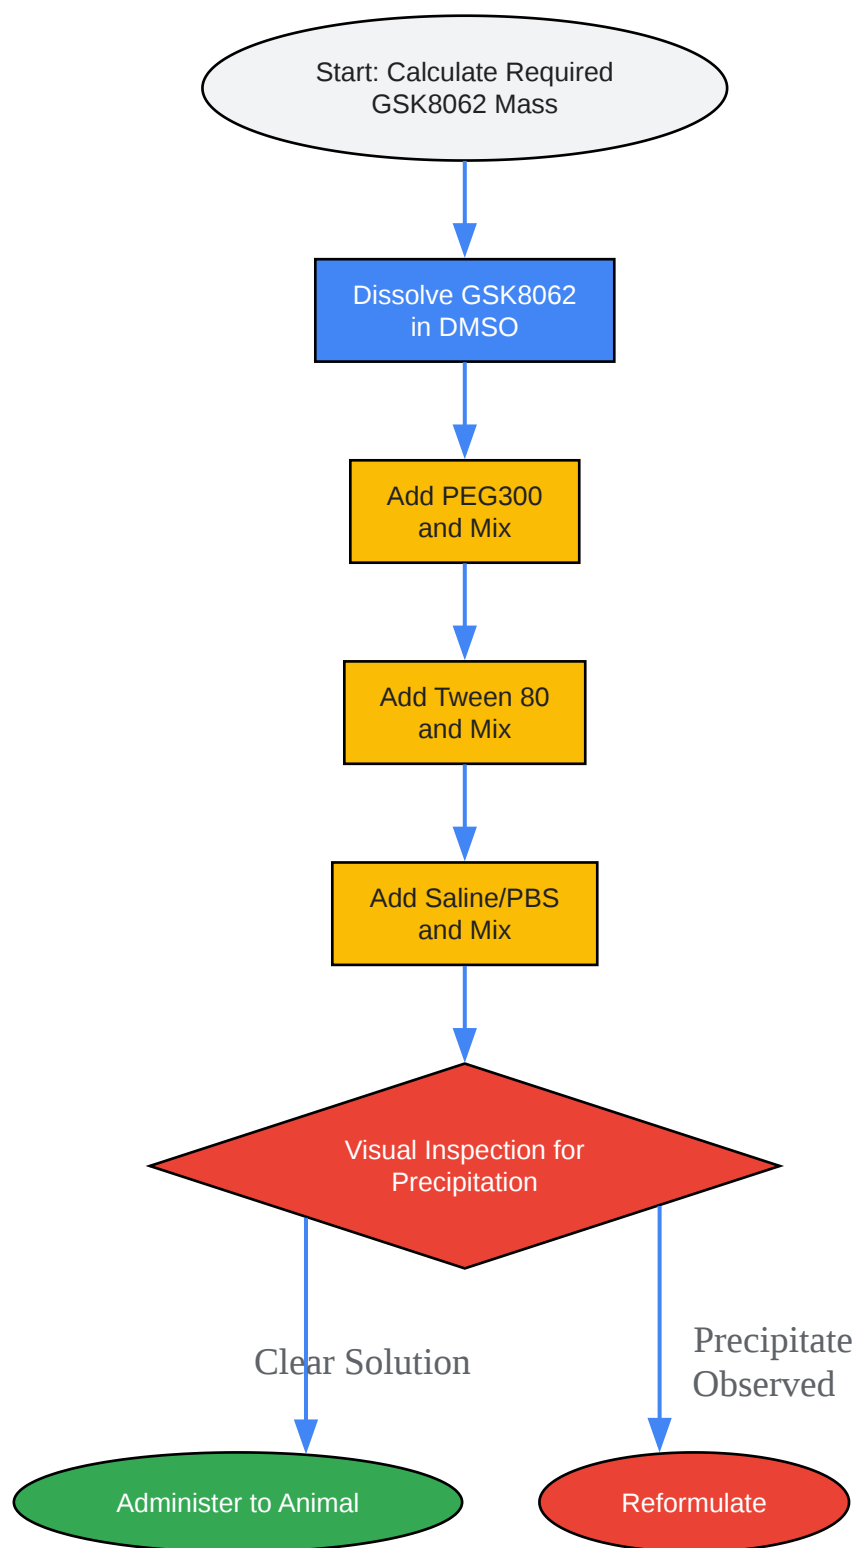 Start: Calculate Required
GSK8062 Mass
Dissolve GSK8062
in DMSO
Add PEG300
and Mix
Add Tween 80
and Mix
Add Saline/PBS
and Mix
Visual Inspection for
Precipitation
Clear Solution
Precipitate
Observed
Administer to Animal
Reformulate